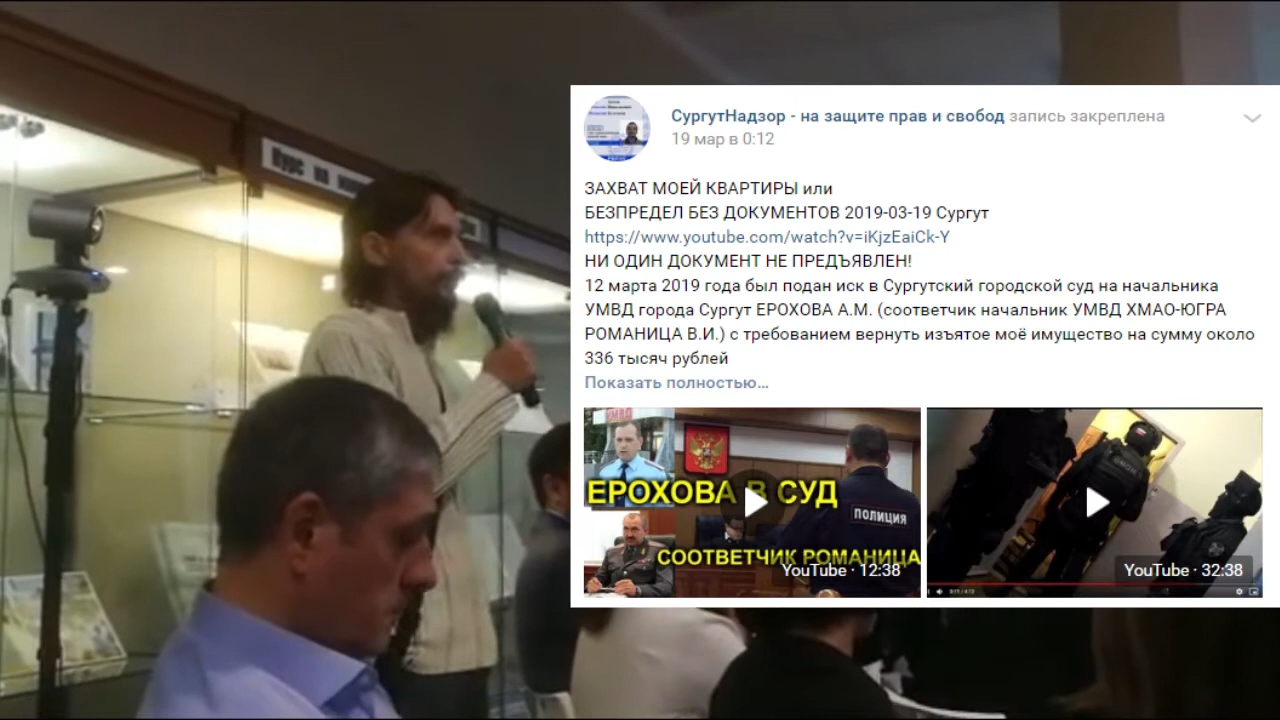 Курс на
СургутНадзор - на защите прав и свобод запись закреплена
19 мар в 0:12
ЗАХВАТ МОЕЙ КВАРТИРЫ или
БЕЗПРЕДЕЛ БЕЗ ДОКУМЕНТОВ 2019-03-19 Сургут
https://www.youtube.com/watch?v=iKjzEaiCk-Y
НИ ОДИН ДОКУМЕНТ НЕ ПРЕДЪЯВЛЕН!
12 марта 2019 года был подан иск в Сургутский городской суд на начальника
УМВД города Сургут ЕРОХОВА А.М. (соответчик начальник УМВД ХМАО-ЮГРА
РОМАНИЦА В.И.) с требованием вернуть изъятое моё имущество на сумму около
336 тысяч рублей
Показать полностью…
УМВД
ЕРОХОВА В СУД
ПОЛИЦИЯ
СООТВЕТЧИК РОМАНИЦА
YouTube · 12:38
YouTube · 32:38